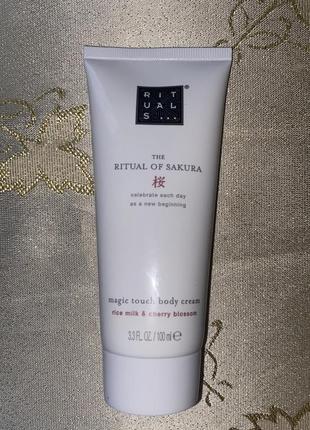 RIT
UALS
S...
THE
RITUAL OF SAKURA
桜
celebrate each day
as a new beginning
magic touch body cream
rice milk & cherry blossom
3.3 FL. OZ. / 100 ml ℮